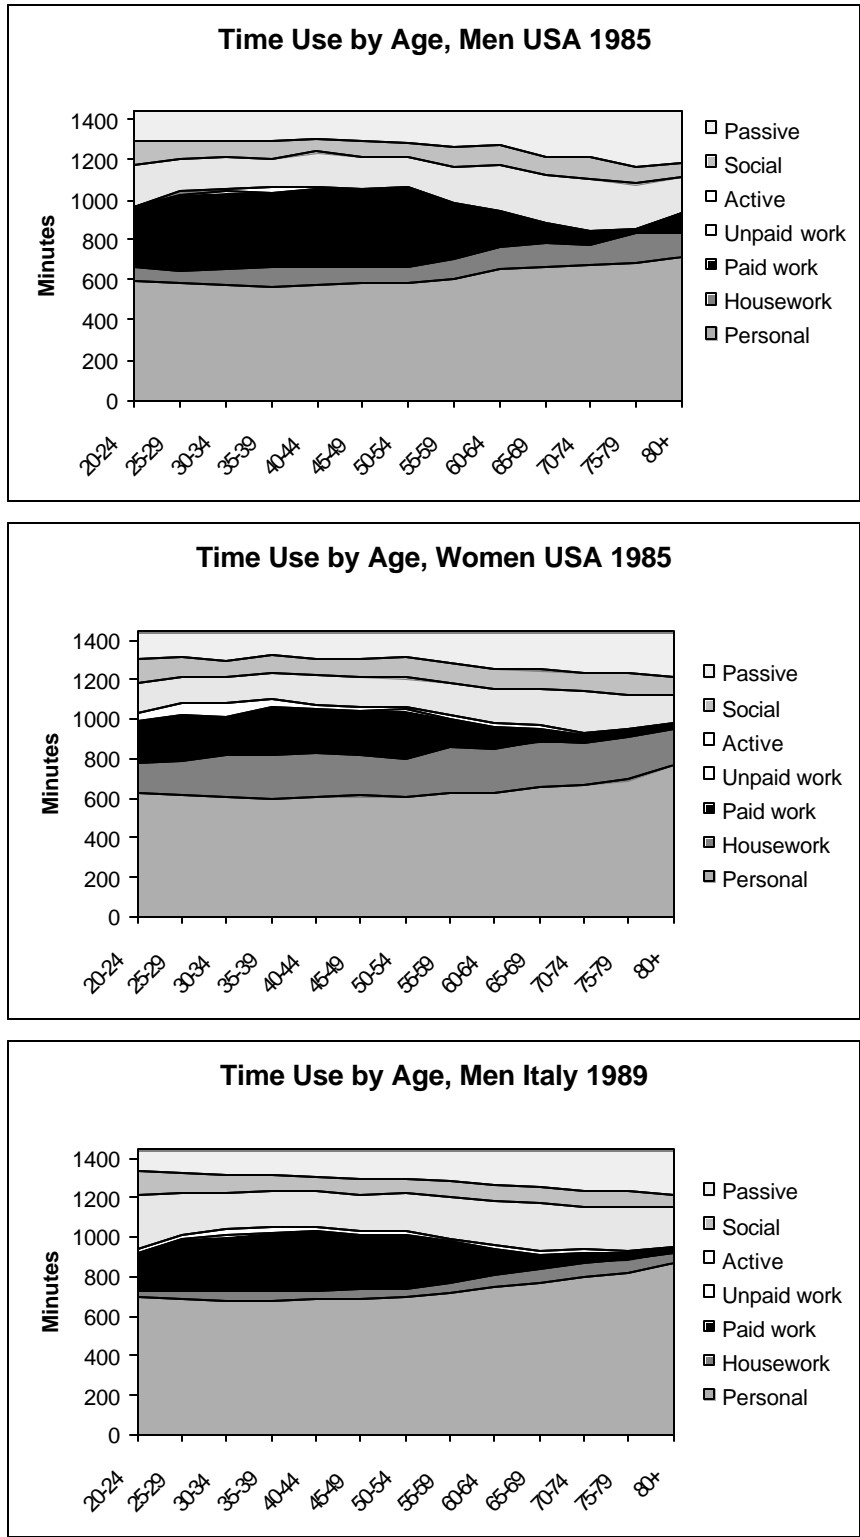 Time Use by Age, Men USA 1985
1400
1200
1000
800
600
400
200
0
Minutes
20-24
25-29
30-34
35-39
40-44
45-49
50-54
55-59
60-64
65-69
70-74
75-79
80+
Passive
Social
Active
Unpaid work
Paid work
Housework
Personal
Time Use by Age, Women USA 1985
1400
1200
1000
800
600
400
200
0
Minutes
20-24
25-29
30-34
35-39
40-44
45-49
50-54
55-59
60-64
65-69
70-74
75-79
80+
Passive
Social
Active
Unpaid work
Paid work
Housework
Personal
Time Use by Age, Men Italy 1989
1400
1200
1000
800
600
400
200
0
Minutes
20-24
25-29
30-34
35-39
40-44
45-49
50-54
55-59
60-64
65-69
70-74
75-79
80+
Passive
Social
Active
Unpaid work
Paid work
Housework
Personal